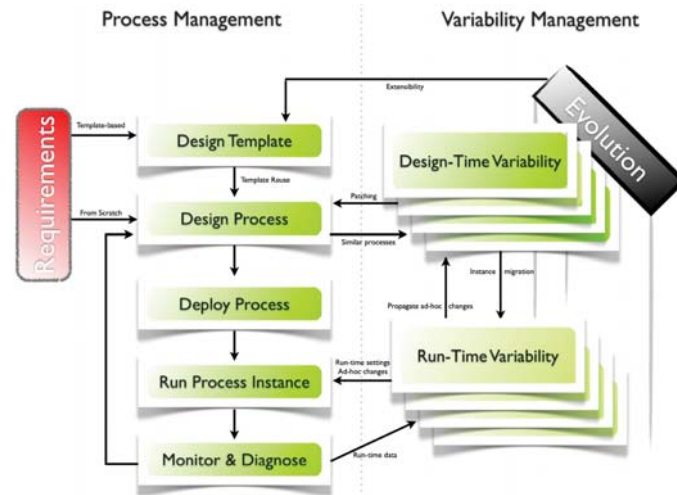 Process Management
Variability Management
Extensibility
Evolution
Requirements
Template-based
Design Template
Design-Time Variability
Template Reuse
Patching
From Scratch
Design Process
Similar processes
Instance migration
Propagate ad-hoc changes
Deploy Process
Run-Time Variability
Run-time settings
Ad-hoc changes
Run Process Instance
Monitor & Diagnose
Run-time data